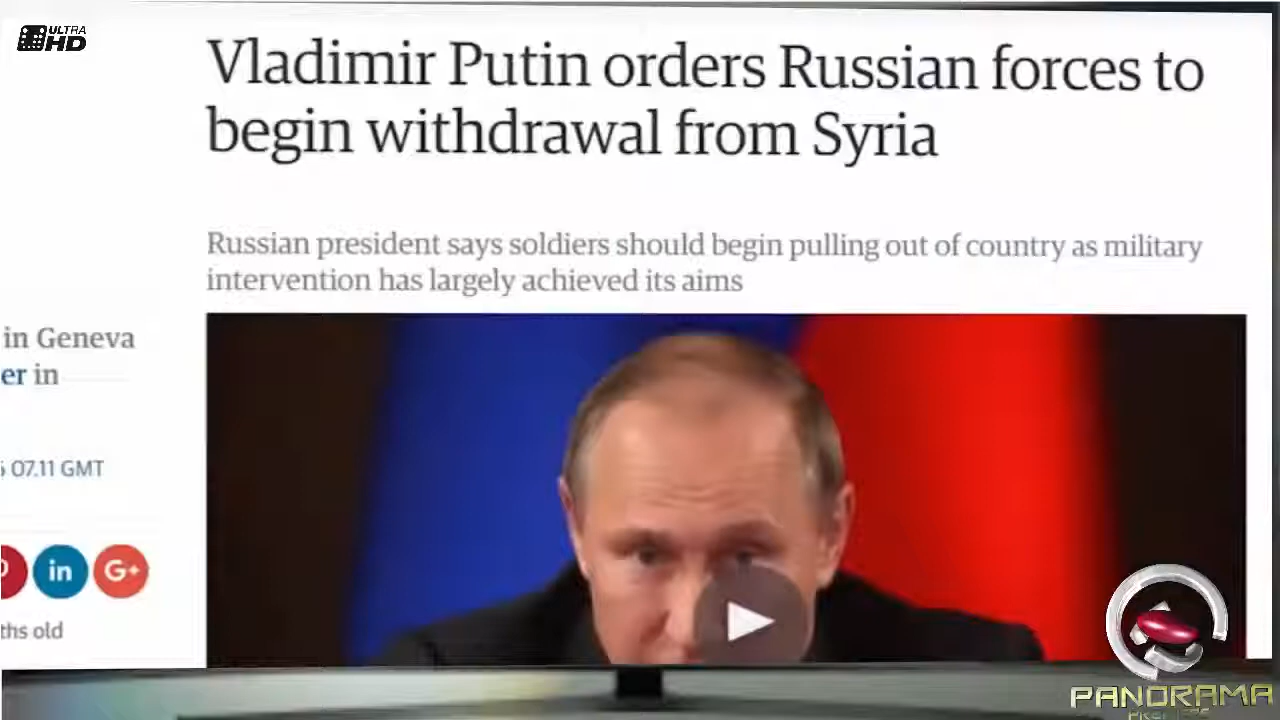 ULTRA
HD
Vladimir Putin orders Russian forces to
begin withdrawal from Syria
Russian president says soldiers should begin pulling out of country as military
intervention has largely achieved its aims
in Geneva
er in
07.11 GMT
in
G+
ths old
PANORAMA